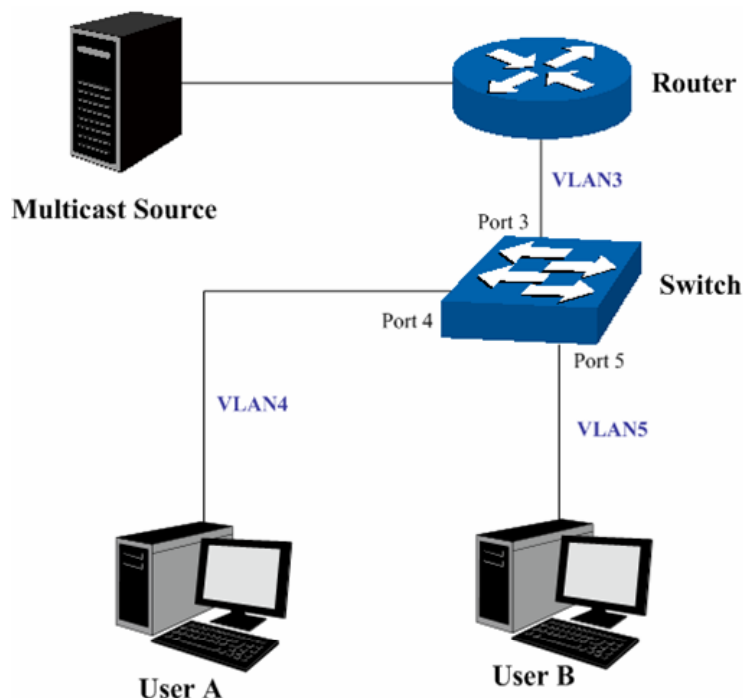 Router
VLAN3
Multicast Source
Port 3
Switch
Port 4
Port 5
VLAN4
VLAN5
User A
User B